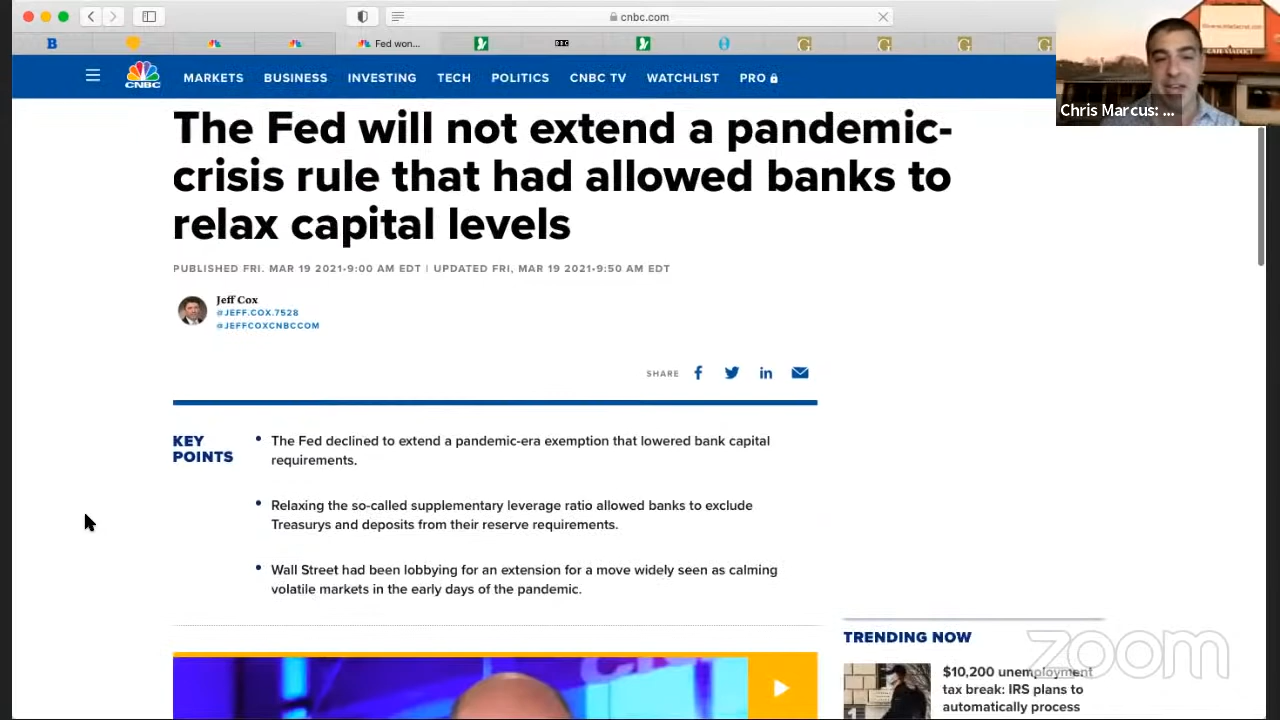 cnbc.com
B
Fed won...
BBC
G
G
G
G
CNBC
MARKETS
BUSINESS
INVESTING
TECH
POLITICS
CNBC TV
WATCHLIST
PRO
CAFE VIADUCT
Chris Marcus: ...
The Fed will not extend a pandemic-
crisis rule that had allowed banks to
relax capital levels
PUBLISHED FRI, MAR 19 2021•9:00 AM EDT | UPDATED FRI, MAR 19 2021•9:50 AM EDT
Jeff Cox
@JEFF.COX.7528
@JEFFCOXCNBCCOM
SHARE
KEY
POINTS
The Fed declined to extend a pandemic-era exemption that lowered bank capital
requirements.
Relaxing the so-called supplementary leverage ratio allowed banks to exclude
Treasurys and deposits from their reserve requirements.
Wall Street had been lobbying for an extension for a move widely seen as calming
volatile markets in the early days of the pandemic.
TRENDING NOW
zoom
1
$10,200 unemployment
tax break: IRS plans to
automatically process